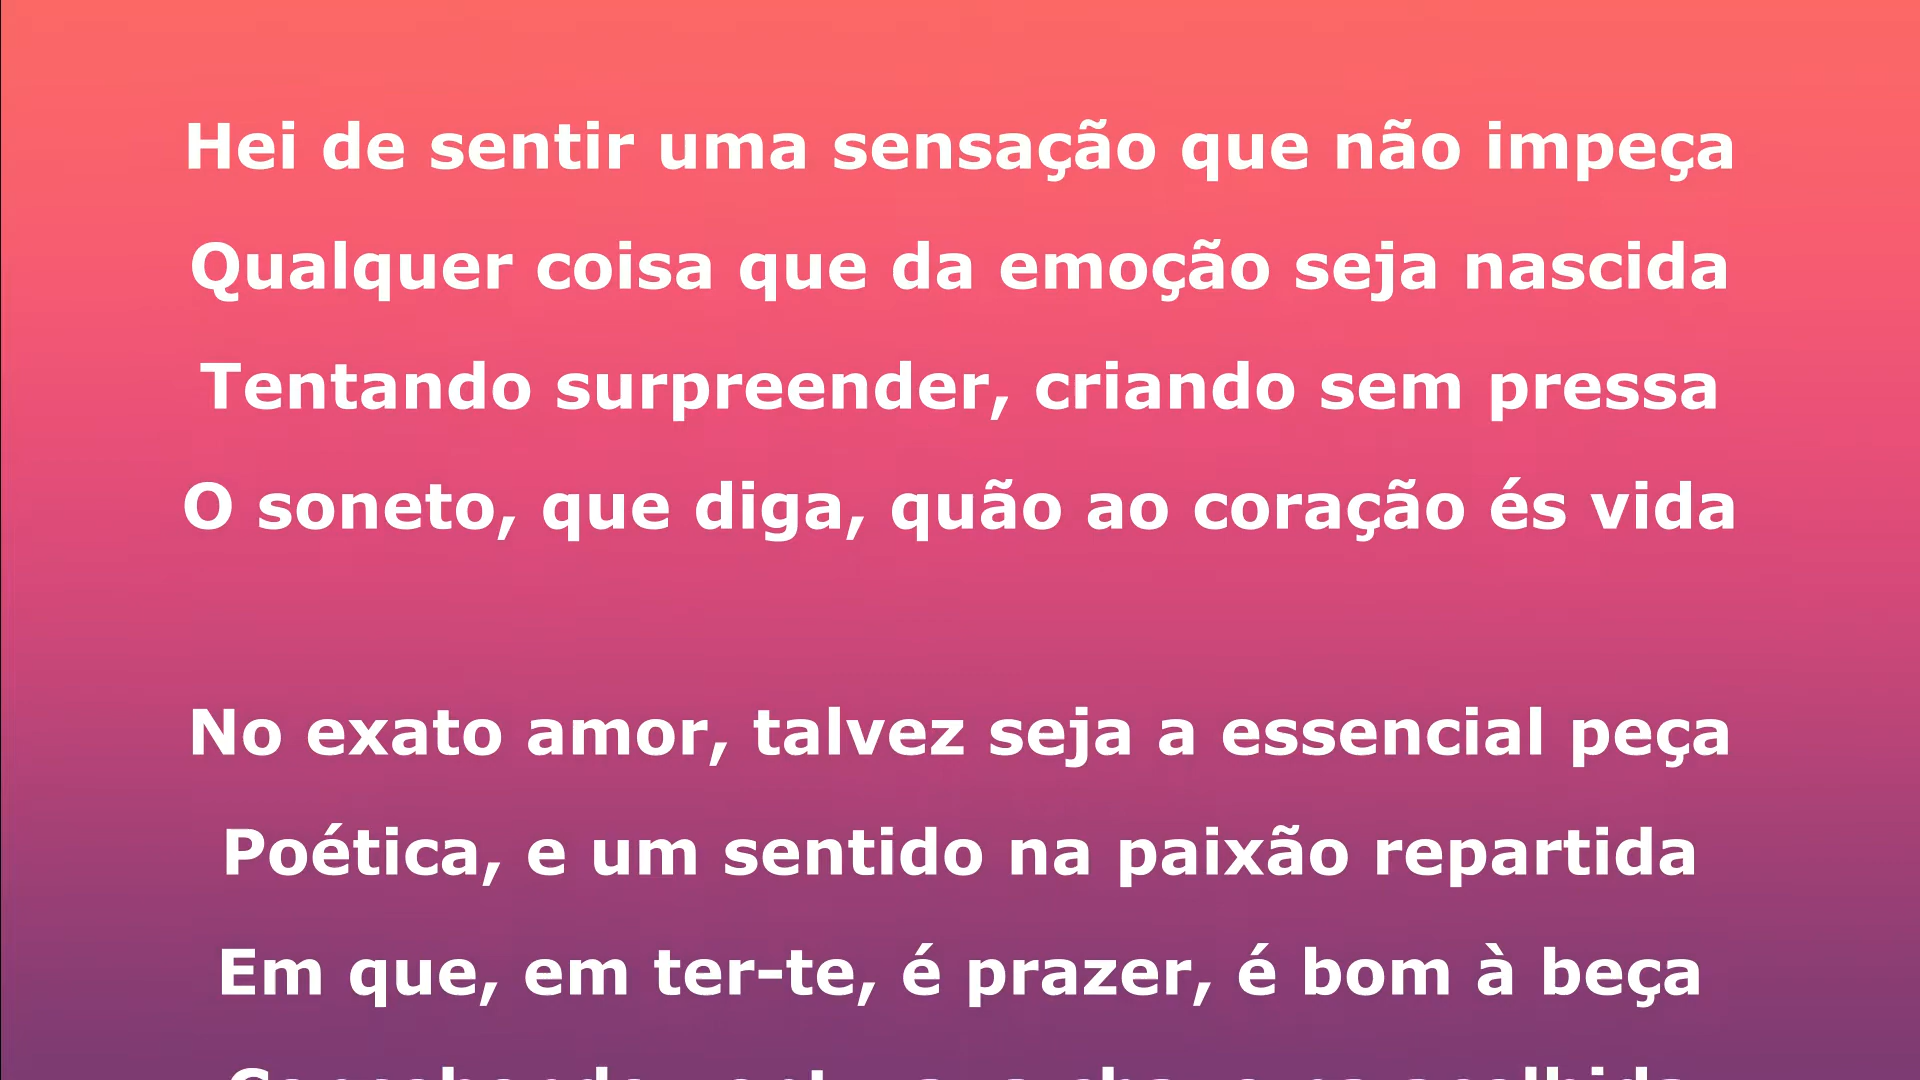 Hei de sentir uma sensação que não impeça
Qualquer coisa que da emoção seja nascida
Tentando surpreender, criando sem pressa
O soneto, que diga, quão ao coração és vida
No exato amor, talvez seja a essencial peça
Poética, e um sentido na paixão repartida
Em que, em ter-te, é prazer, é bom à beça